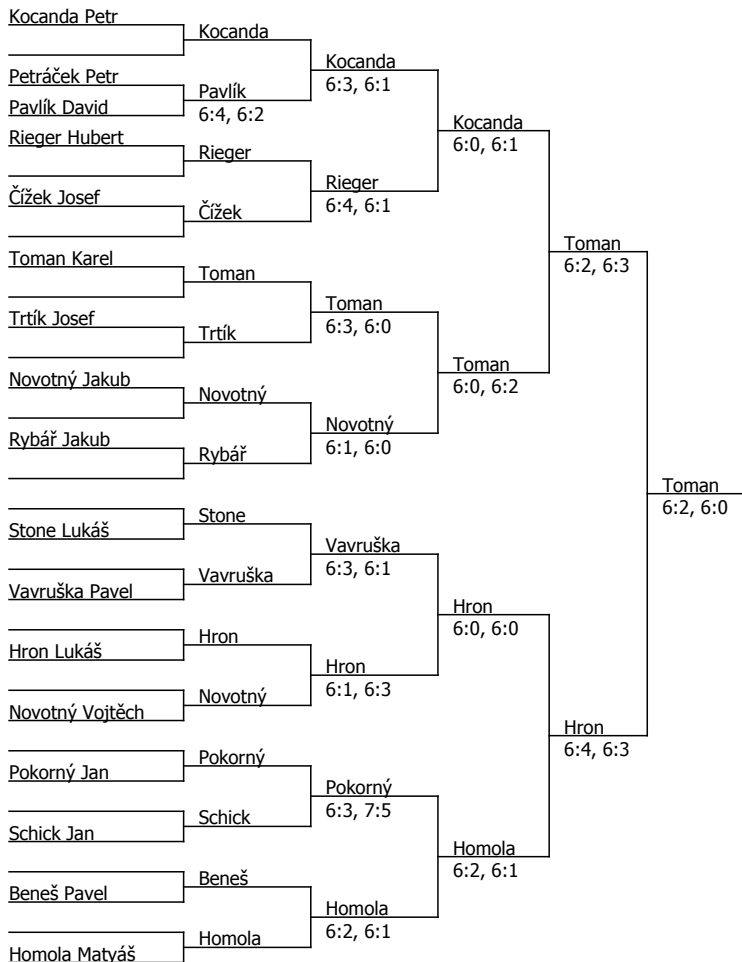 Kocanda Petr
Petráček Petr
Pavlík David
Rieger Hubert
Čížek Josef
Toman Karel
Trtík Josef
Novotný Jakub
Rybář Jakub
Stone Lukáš
Vavruška Pavel
Hron Lukáš
Novotný Vojtěch
Pokorný Jan
Schick Jan
Beneš Pavel
Homola Matyáš
Kocanda
Pavlík
6:4, 6:2
Rieger
Čížek
Toman
Trtík
Novotný
Rybář
Stone
Vavruška
Hron
Novotný
Pokorný
Schick
Beneš
Homola
Kocanda
6:3, 6:1
Rieger
6:4, 6:1
Toman
6:3, 6:0
Novotný
6:1, 6:0
Vavruška
6:3, 6:1
Hron
6:1, 6:3
Pokorný
6:3, 7:5
Homola
6:2, 6:1
Kocanda
6:0, 6:1
Toman
6:0, 6:2
Hron
6:0, 6:0
Homola
6:2, 6:1
Toman
6:2, 6:3
Hron
6:4, 6:3
Toman
6:2, 6:0